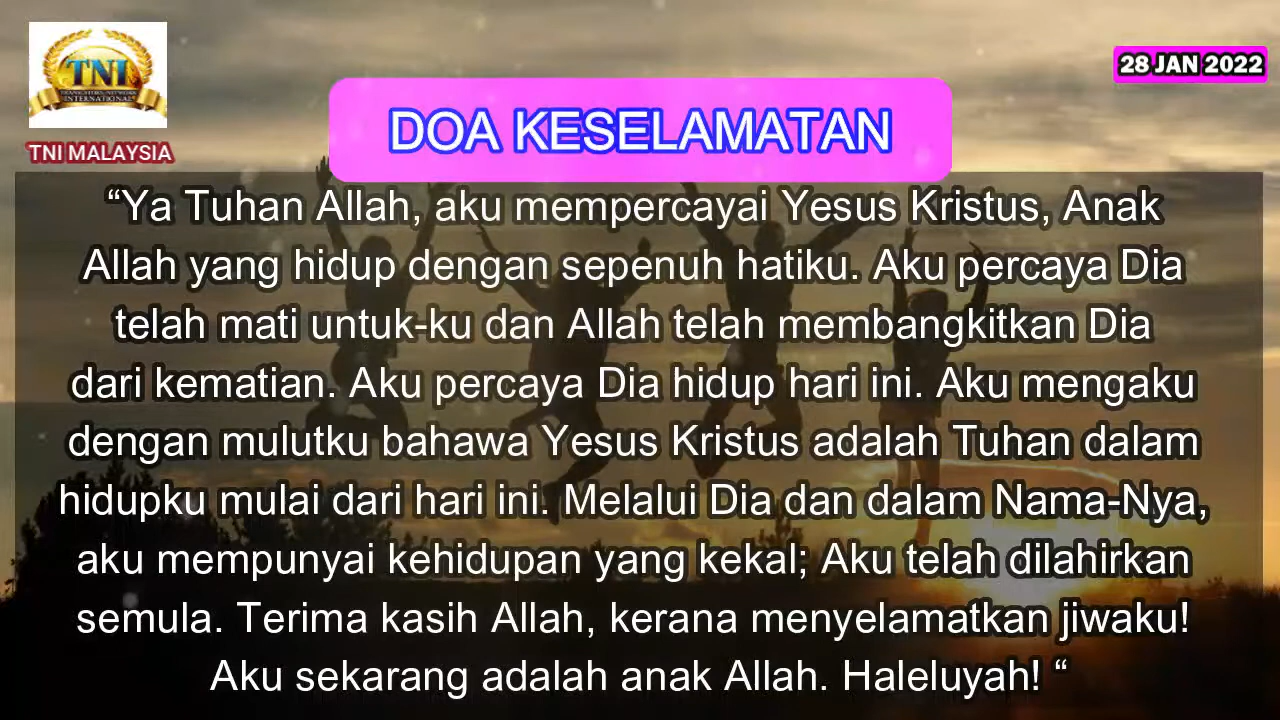 TNI
TRANSCRIBING NETWORK
INTERNATIONAL
TNI MALAYSIA
28 JAN 2022
DOA KESELAMATAN
“Ya Tuhan Allah, aku mempercayai Yesus Kristus, Anak
Allah yang hidup dengan sepenuh hatiku. Aku percaya Dia
telah mati untuk-ku dan Allah telah membangkitkan Dia
dari kematian. Aku percaya Dia hidup hari ini. Aku mengaku
dengan mulutku bahawa Yesus Kristus adalah Tuhan dalam
hidupku mulai dari hari ini. Melalui Dia dan dalam Nama-Nya,
aku mempunyai kehidupan yang kekal; Aku telah dilahirkan
semula. Terima kasih Allah, kerana menyelamatkan jiwaku!
Aku sekarang adalah anak Allah. Haleluyah! “